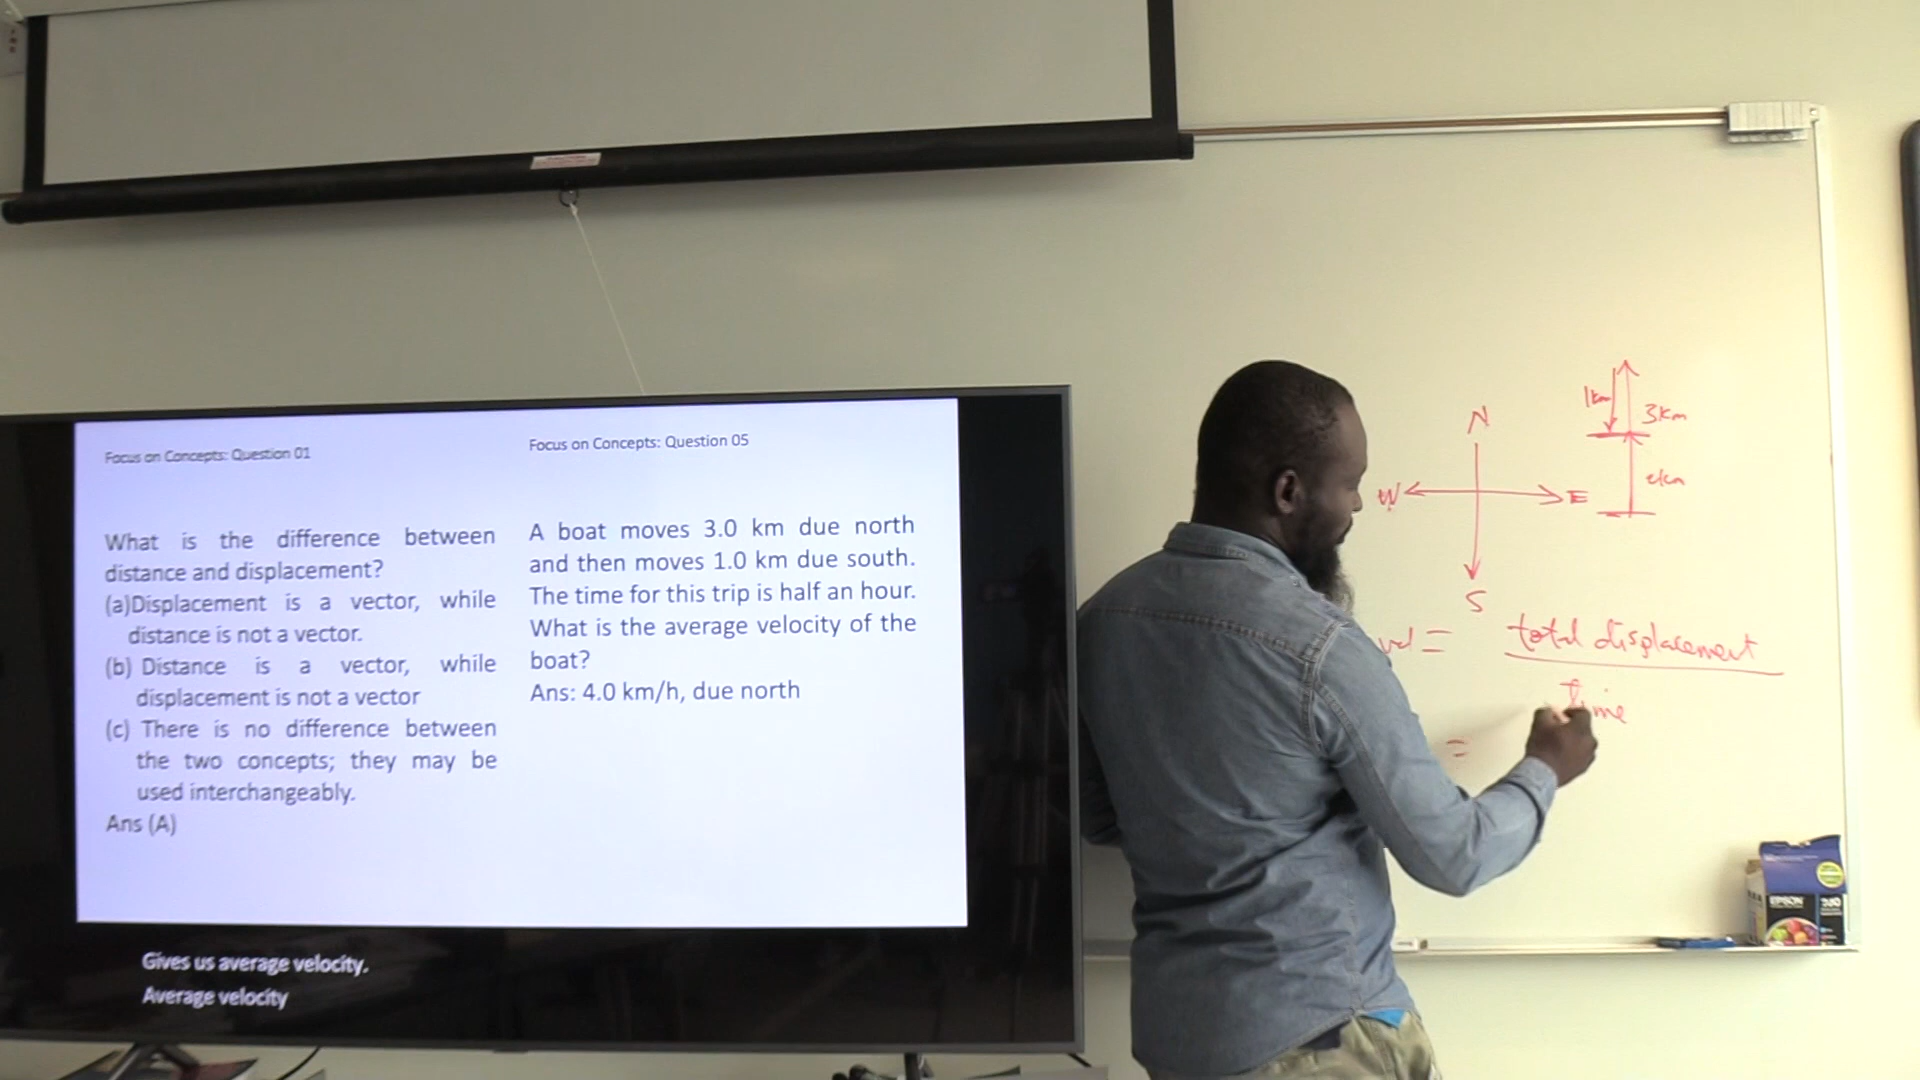 Focus on Concepts: Question 01
What is the difference between
distance and displacement?
(a)Displacement is a vector, while
distance is not a vector.
(b) Distance is a vector, while
displacement is not a vector
(c) There is no difference between
the two concepts; they may be
used interchangeably.
Ans (A)
Focus on Concepts: Question 05
A boat moves 3.0 km due north
and then moves 1.0 km due south.
The time for this trip is half an hour.
What is the average velocity of the
boat?
Ans: 4.0 km/h, due north
Gives us average velocity.
Average velocity
1km
3km
N
W E
S
= total displacement
time
=
EPSON